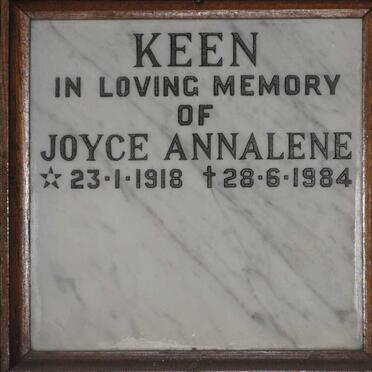 KEEN
IN LOVING MEMORY
OF
JOYCE ANNALENE
☆ 23·1·1918 †28·6·1984